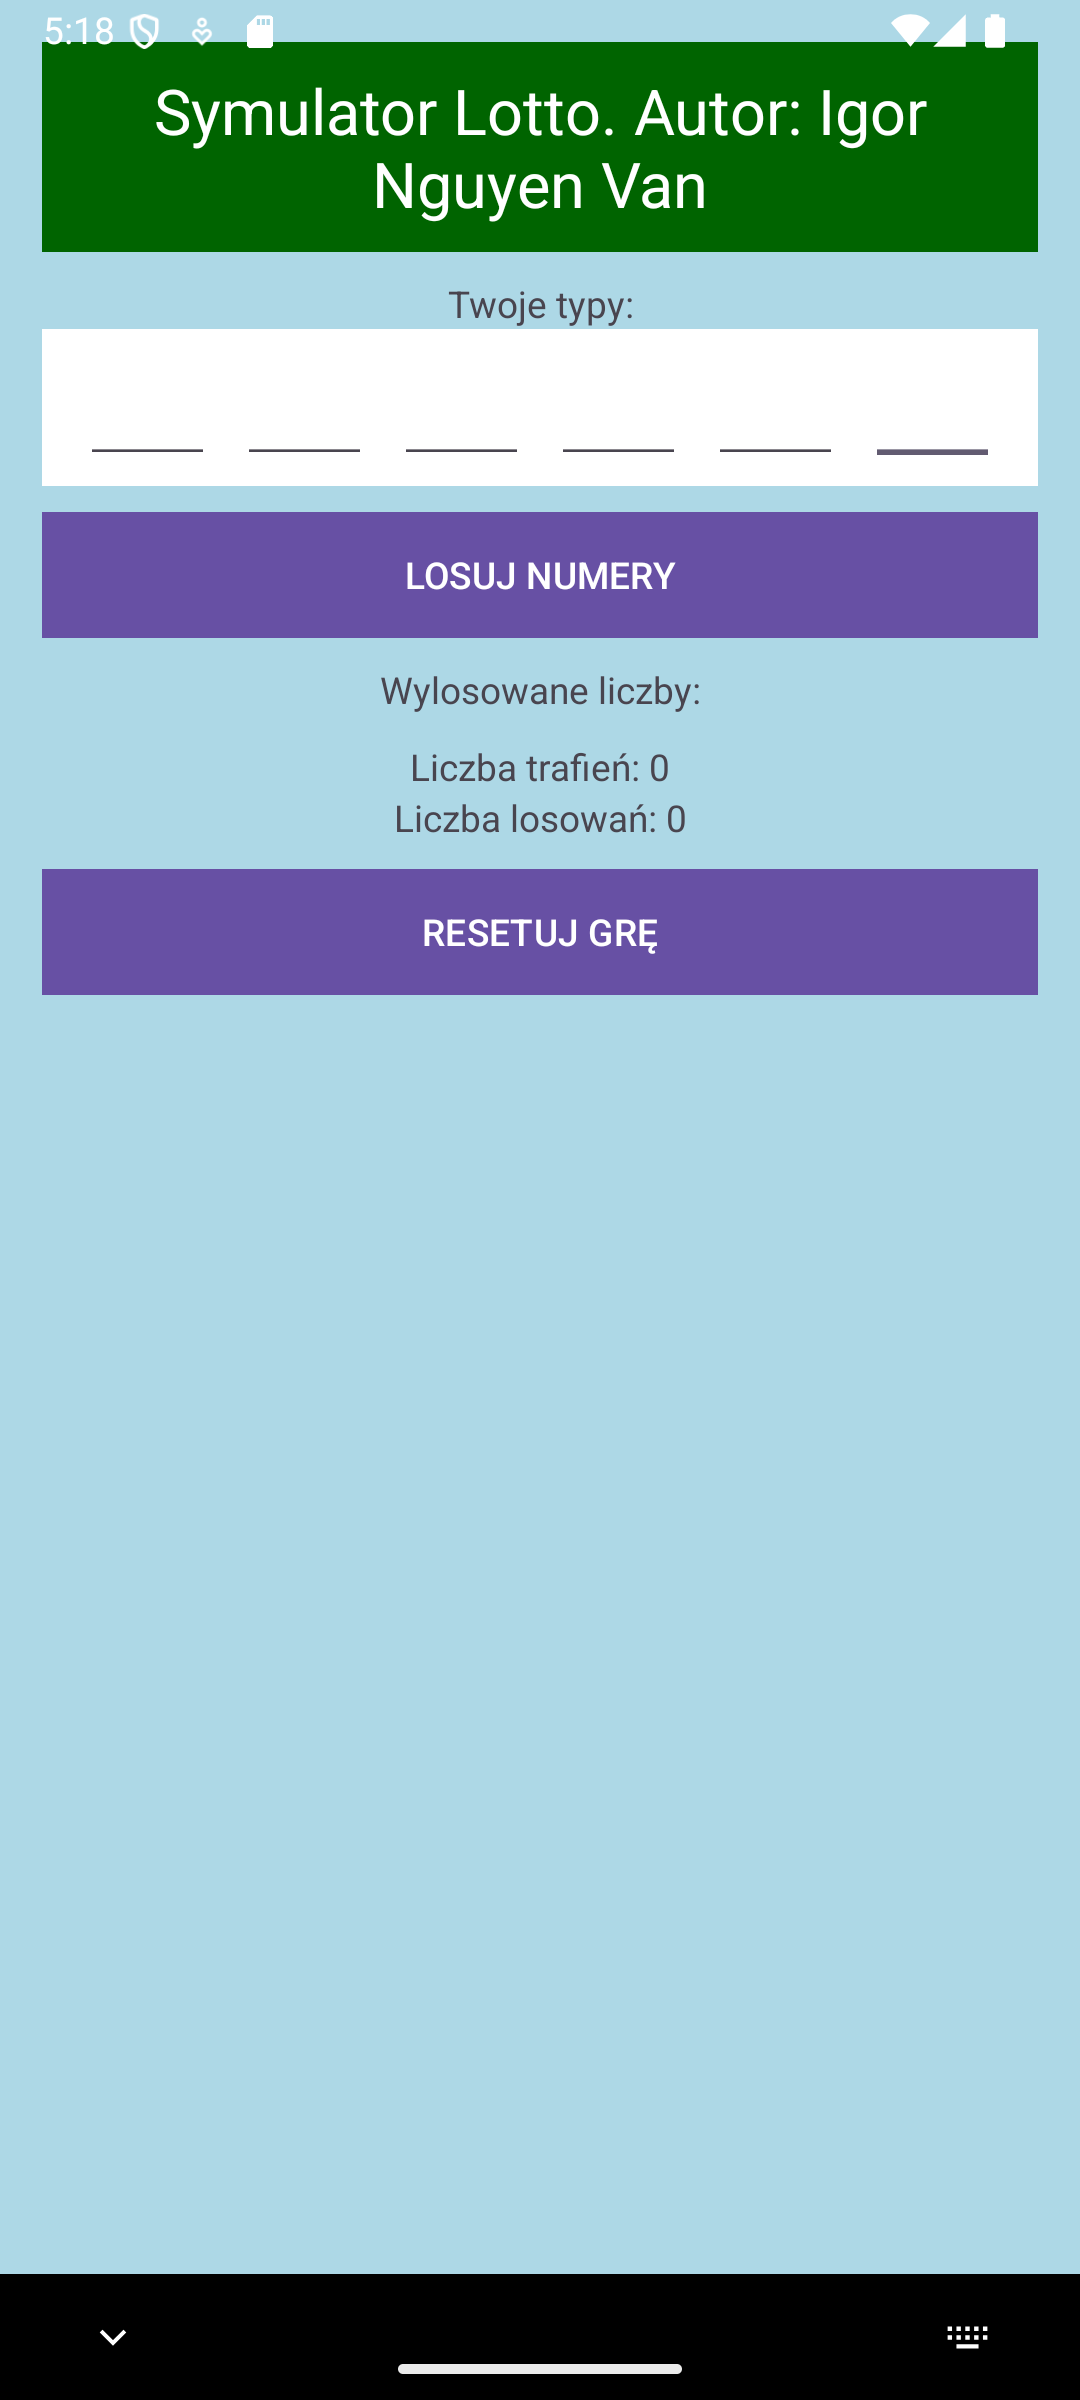 5:18
Symulator Lotto. Autor: Igor
Nguyen Van
Twoje typy:
LOSUJ NUMERY
Wylosowane liczby:
Liczba trafień: 0
Liczba losowań: 0
RESETUJ GRĘ